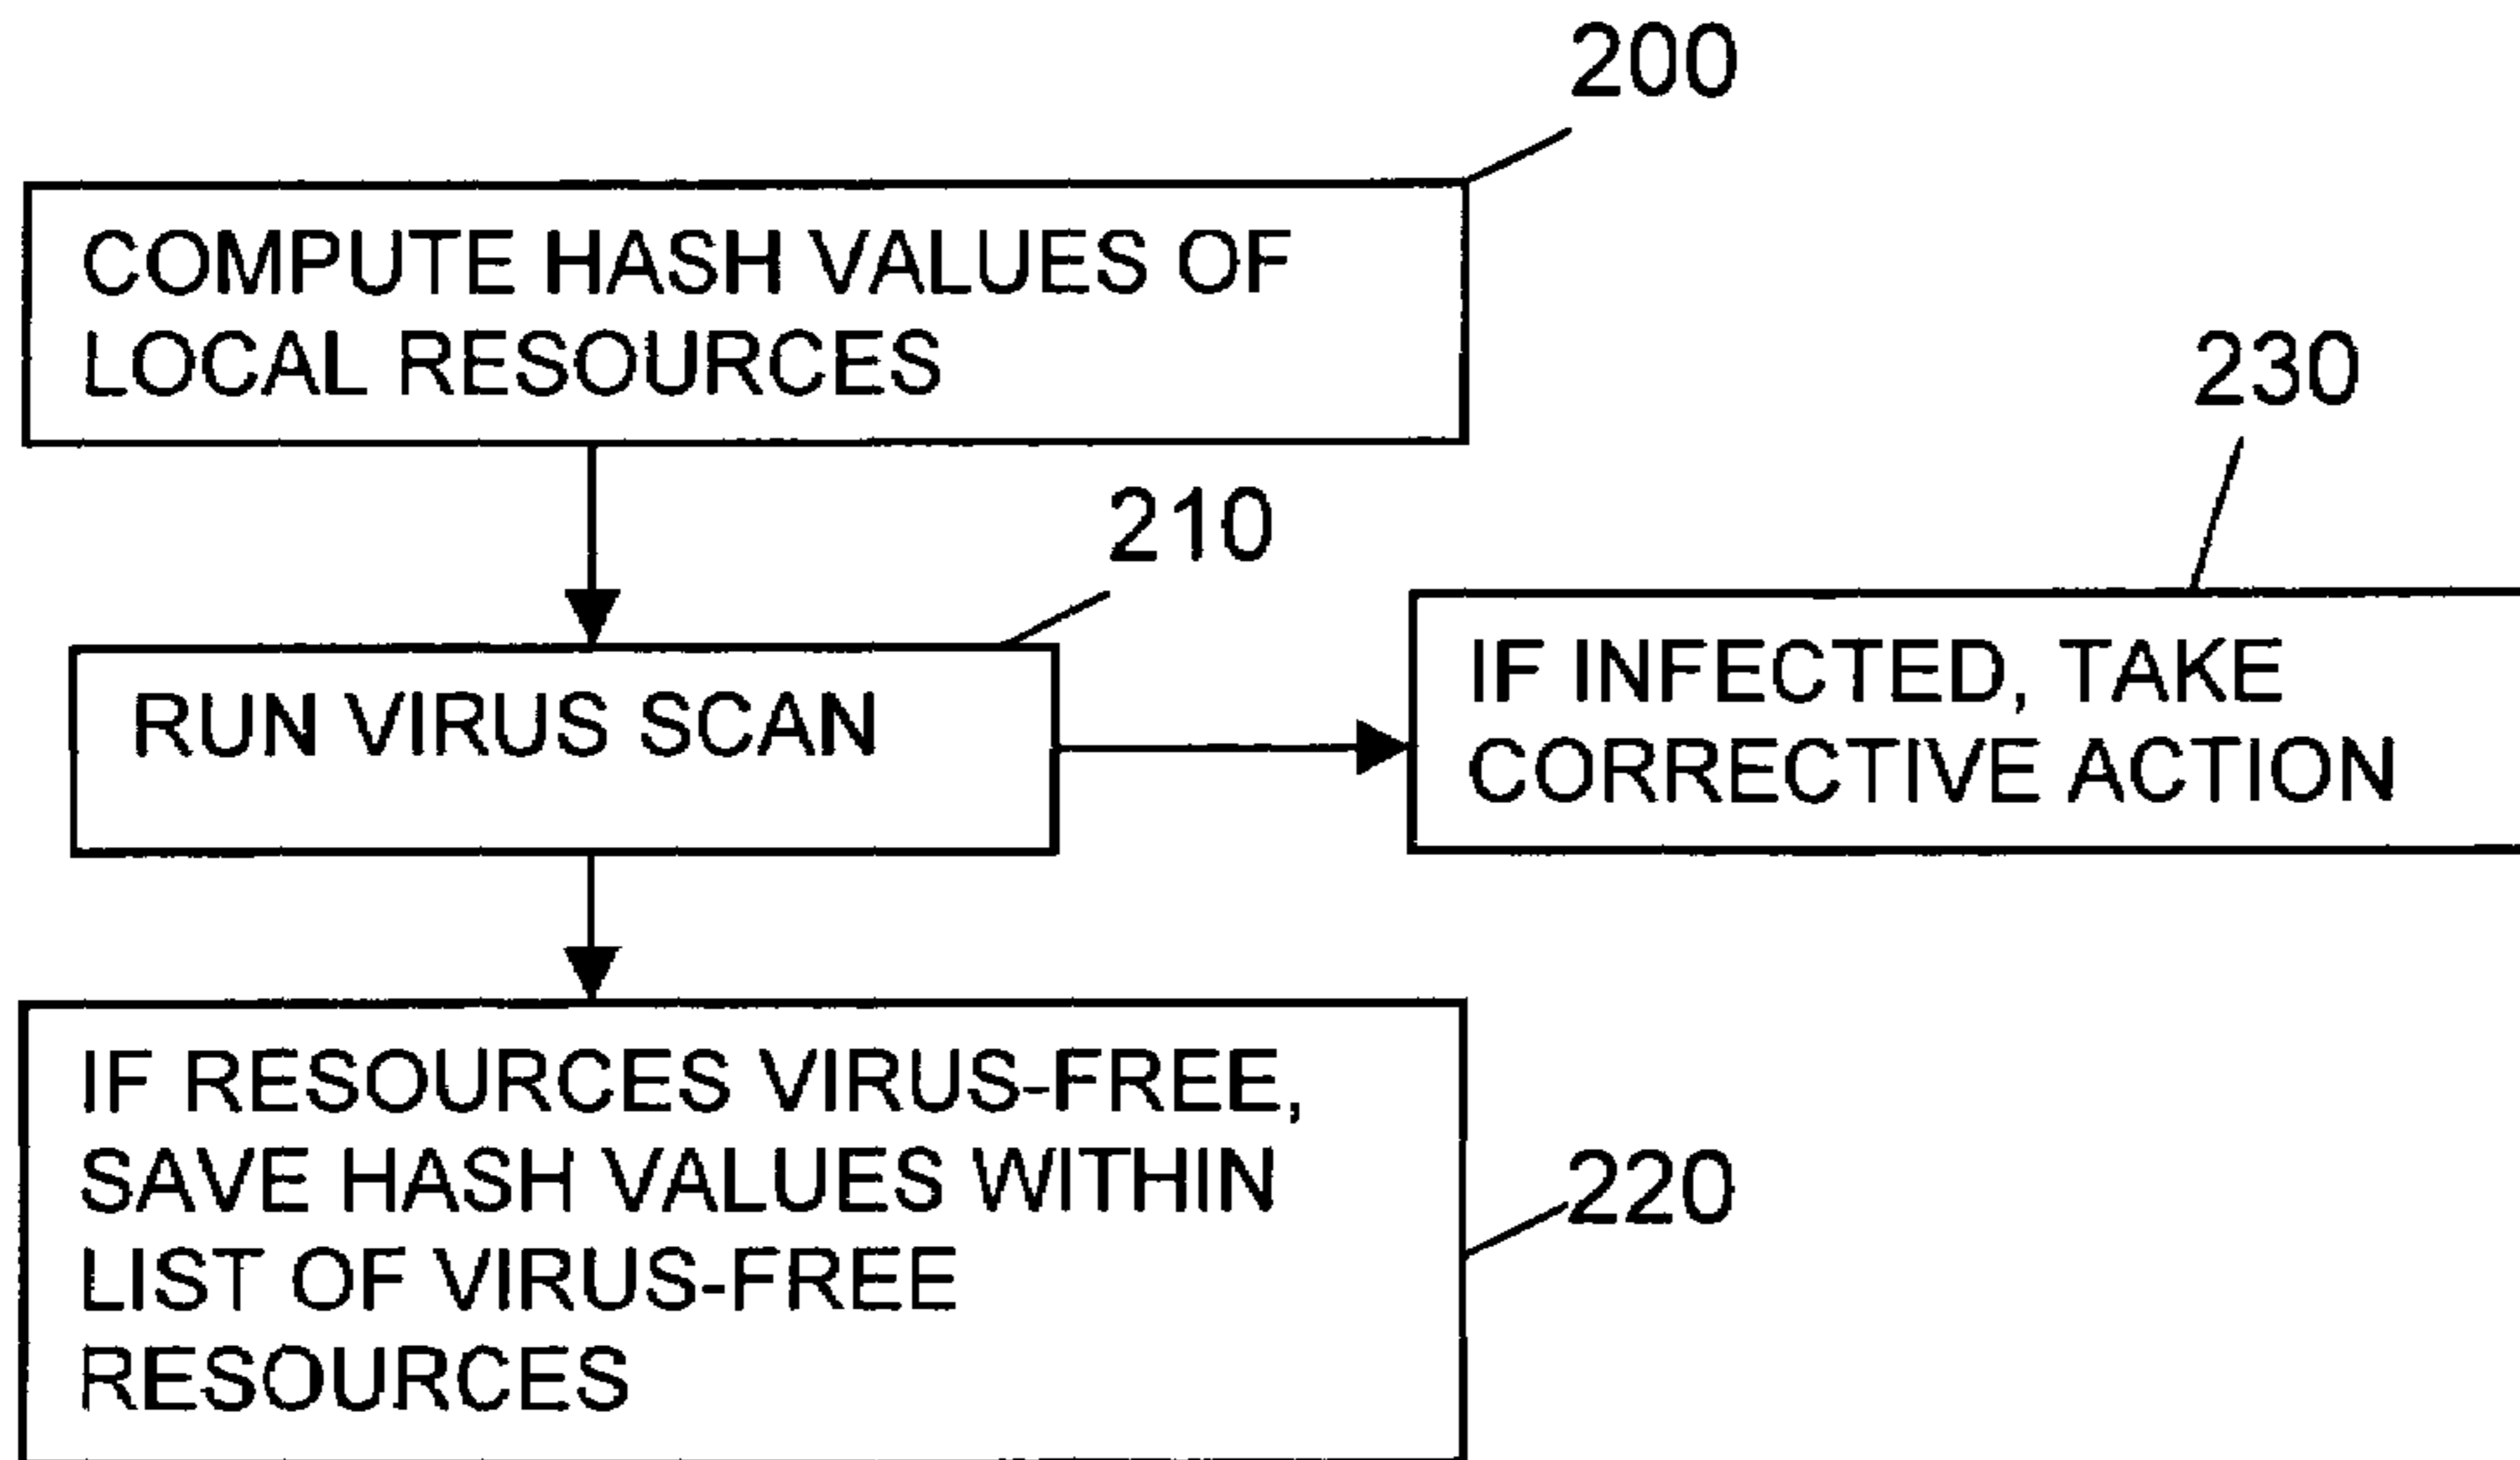 200
COMPUTE HASH VALUES OF
LOCAL RESOURCES
230
210
IF INFECTED, TAKE
CORRECTIVE ACTION
RUN VIRUS SCAN
IF RESOURCES VIRUS-FREE,
SAVE HASH VALUES WITHIN
LIST OF VIRUS-FREE
RESOURCES
220